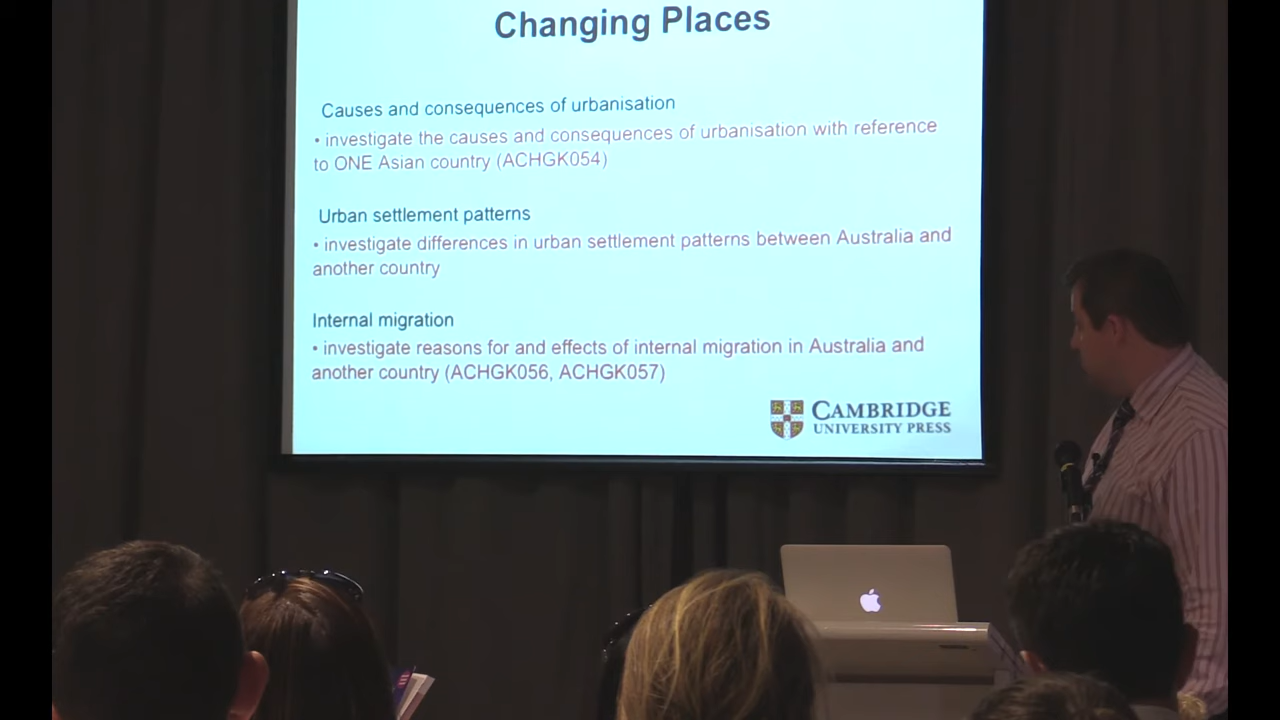 Changing Places
Causes and consequences of urbanisation
• investigate the causes and consequences of urbanisation with reference
to ONE Asian country (ACHGK054)
Urban settlement patterns
• investigate differences in urban settlement patterns between Australia and
another country
Internal migration
• investigate reasons for and effects of internal migration in Australia and
another country (ACHGK056, ACHGK057)
CAMBRIDGE
UNIVERSITY PRESS